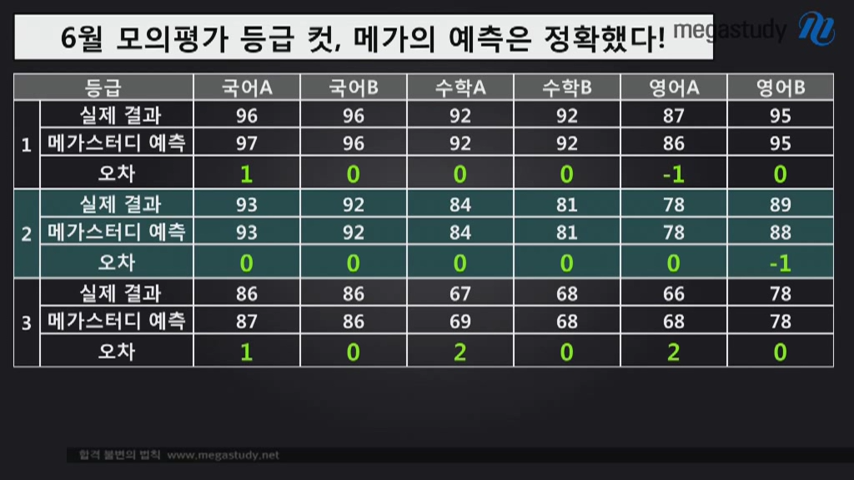 6월 모의평가 등급 컷, 메가의 예측은 정확했다!
megastudy
등급 국어A 국어B 수학A 수학B 영어A 영어B
1
실제 결과 96 96 92 92 87 95
메가스터디 예측 97 96 92 92 86 95
오차 1 0 0 0 -1 0
2
실제 결과 93 92 84 81 78 89
메가스터디 예측 93 92 84 81 78 88
오차 0 0 0 0 0 -1
3
실제 결과 86 86 67 68 66 78
메가스터디 예측 87 86 69 68 68 78
오차 1 0 2 0 2 0
합격 불변의 법칙 www.megastudy.net